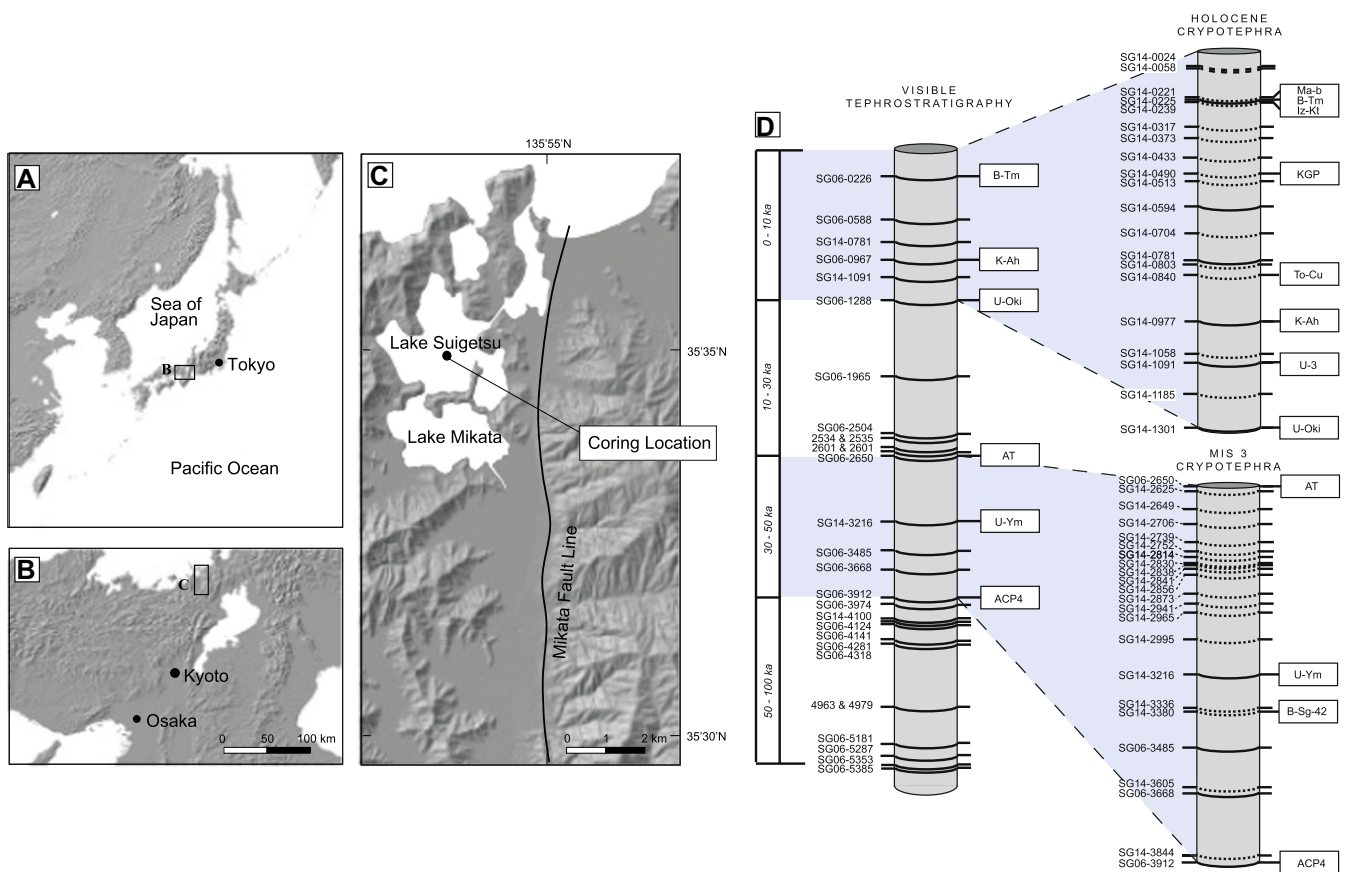 A
Sea of
Japan
B
Tokyo
Pacific Ocean
B
C
Kyoto
Osaka
0 50 100 km
135'55'N
C
Lake Suigetsu
Lake Mikata
Coring Location
Mikata Fault Line
35'35'N
35'30'N
0 1 2 km
D
VISIBLE
TEPHROSTRATIGRAPHY
0 - 10 ka
10 - 30 ka
30 - 50 ka
50 - 100 ka
SG06-0226
B-Tm
SG06-0588
SG14-0781
SG06-0967
K-Ah
SG14-1091
SG06-1288
U-Oki
SG06-1965
SG06-2504
2534 & 2535
2601 & 2601
SG06-2650
AT
SG14-3216
U-Ym
SG06-3485
SG06-3668
SG06-3912
ACP4
SG06-3974
SG14-4100
SG06-4124
SG06-4141
SG06-4281
SG06-4318
4963 & 4979
SG06-5181
SG06-5287
SG06-5353
SG06-5385
HOLOCENE
CRYPOTEPHRA
SG14-0024
SG14-0058
SG14-0221
SG14-0225
SG14-0239
Ma-b
B-Tm
Iz-Kt
SG14-0317
SG14-0373
SG14-0433
SG14-0490
KGP
SG14-0513
SG14-0594
SG14-0704
SG14-0781
SG14-0803
SG14-0840
To-Cu
SG14-0977
K-Ah
SG14-1058
SG14-1091
U-3
SG14-1185
SG14-1301
U-Oki
MIS 3
CRYPOTEPHRA
SG06-2650
AT
SG14-2625
SG14-2649
SG14-2706
SG14-2739
SG14-2752
SG14-2814
SG14-2830
SG14-2838
SG14-2841
SG14-2856
SG14-2873
SG14-2941
SG14-2965
SG14-2995
SG14-3216
U-Ym
SG14-3336
SG14-3380
B-Sg-42
SG06-3485
SG14-3605
SG06-3668
SG14-3844
SG06-3912
ACP4